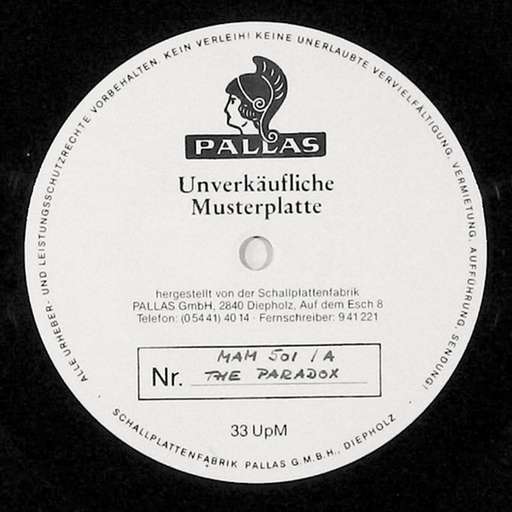 ALLE URHEBER- UND LEISTUNGSSCHUTZRECHTE VORBEHALTEN. KEIN VERLEIH! KEINE UNERLAUBTE VERVIELFÄLTIGUNG, VERMIETUNG, AUFFÜHRUNG, SENDUNG!
PALLAS
Unverkäufliche
Musterplatte
hergestellt von der Schallplattenfabrik
PALLAS GmbH, 2840 Diepholz, Auf dem Esch 8
Telefon: (05441) 4014 · Fernschreiber: 941221
MAM 501 / A
Nr. THE PARADOX
33 UpM
· SCHALLPLATTENFABRIK PALLAS G.M.B.H., DIEPHOLZ ·